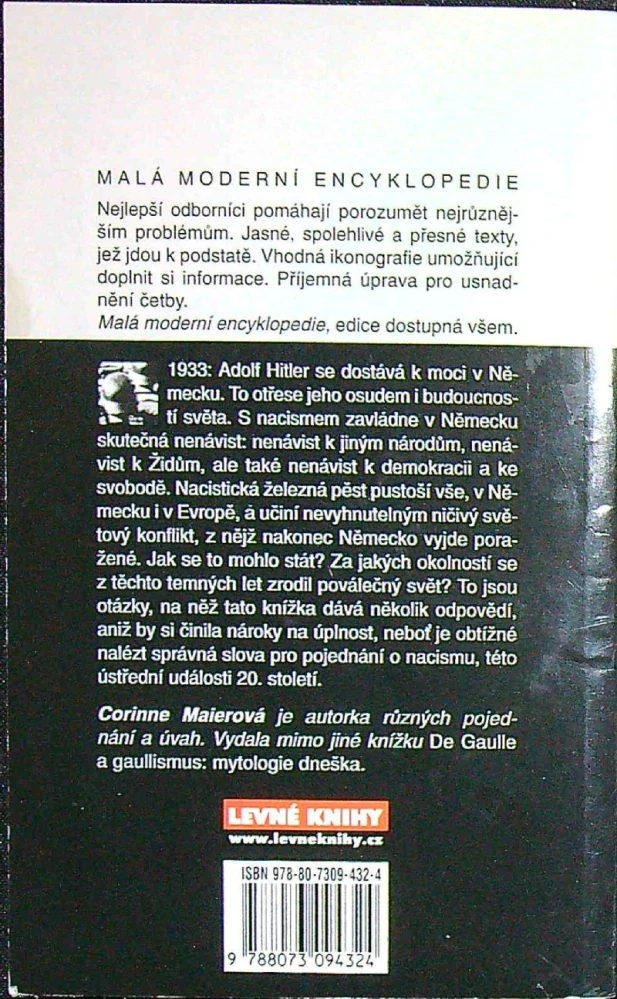 MALÁ MODERNÍ ENCYKLOPEDIE
Nejlepší odborníci pomáhají porozumět nejrůzněj-
ším problémům. Jasné, spolehlivé a přesné texty,
jež jdou k podstatě. Vhodná ikonografie umožňující
doplnit si informace. Příjemná úprava pro usnad-
nění četby.
Malá moderní encyklopedie, edice dostupná všem.
1933: Adolf Hitler se dostává k moci v Ně-
mecku. To otřese jeho osudem i budoucnos-
tí světa. S nacismem zavládne v Německu
skutečná nenávist: nenávist k jiným národům, nená-
vist k Židům, ale také nenávist k demokracii a ke
svobodě. Nacistická železná pěst pustoší vše, v Ně-
mecku i v Evropě, a učiní nevyhnutelným ničivý svě-
tový konflikt, z nějž nakonec Německo vyjde pora-
žené. Jak se to mohlo stát? Za jakých okolností se
z těchto temných let zrodil poválečný svět? To jsou
otázky, na něž tato knížka dává několik odpovědí,
aniž by si činila nároky na úplnost, neboť je obtížné
nalézt správná slova pro pojednání o nacismu, této
ústřední události 20. století.
Corinne Maierová je autorka různých pojed-
nání a úvah. Vydala mimo jiné knížku De Gaulle
a gaullismus: mytologie dneška.
LEVNÉ KNIHY
www.levneknihy.cz
ISBN 978-80-7309-432-4
9 788073 094324